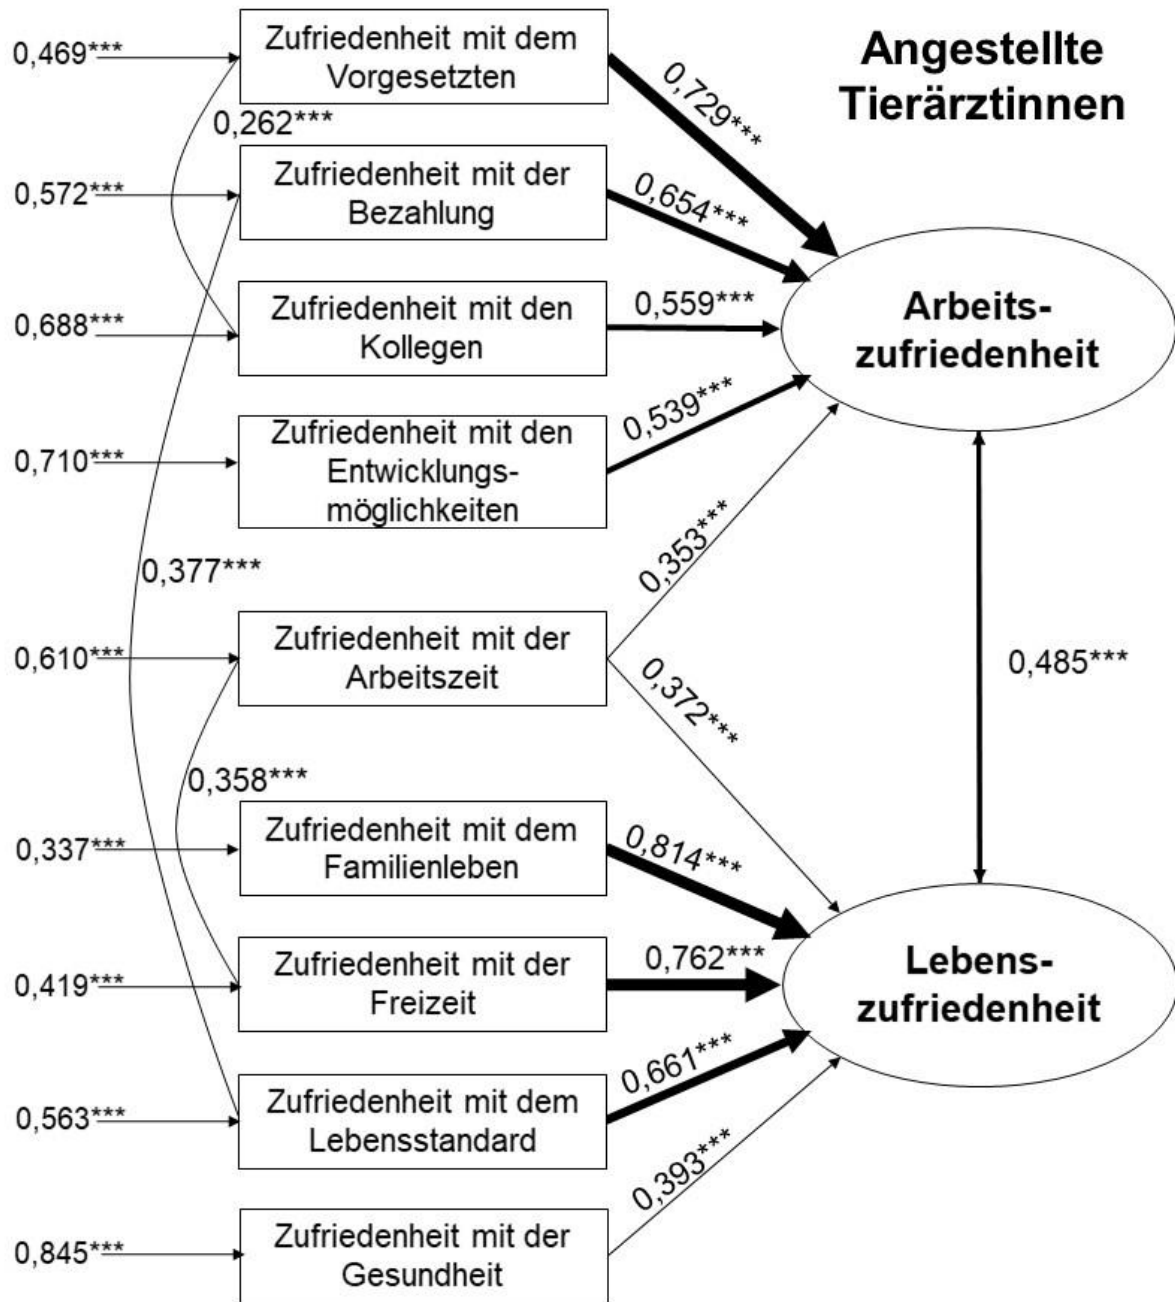 Angestellte
Tierärztinnen
0,469***
Zufriedenheit mit dem
Vorgesetzten
0,729***
0,262***
0,572***
Zufriedenheit mit der
Bezahlung
0,654***
0,688***
Zufriedenheit mit den
Kollegen
0,559***
Arbeits-
zufriedenheit
0,710***
Zufriedenheit mit den
Entwicklungs-
möglichkeiten
0,539***
0,377***
0,353***
0,610***
Zufriedenheit mit der
Arbeitszeit
0,372***
0,485***
0,358***
0,337***
Zufriedenheit mit dem
Familienleben
0,814***
0,419***
Zufriedenheit mit der
Freizeit
0,762***
Lebens-
zufriedenheit
0,563***
Zufriedenheit mit dem
Lebensstandard
0,661***
0,393***
0,845***
Zufriedenheit mit der
Gesundheit